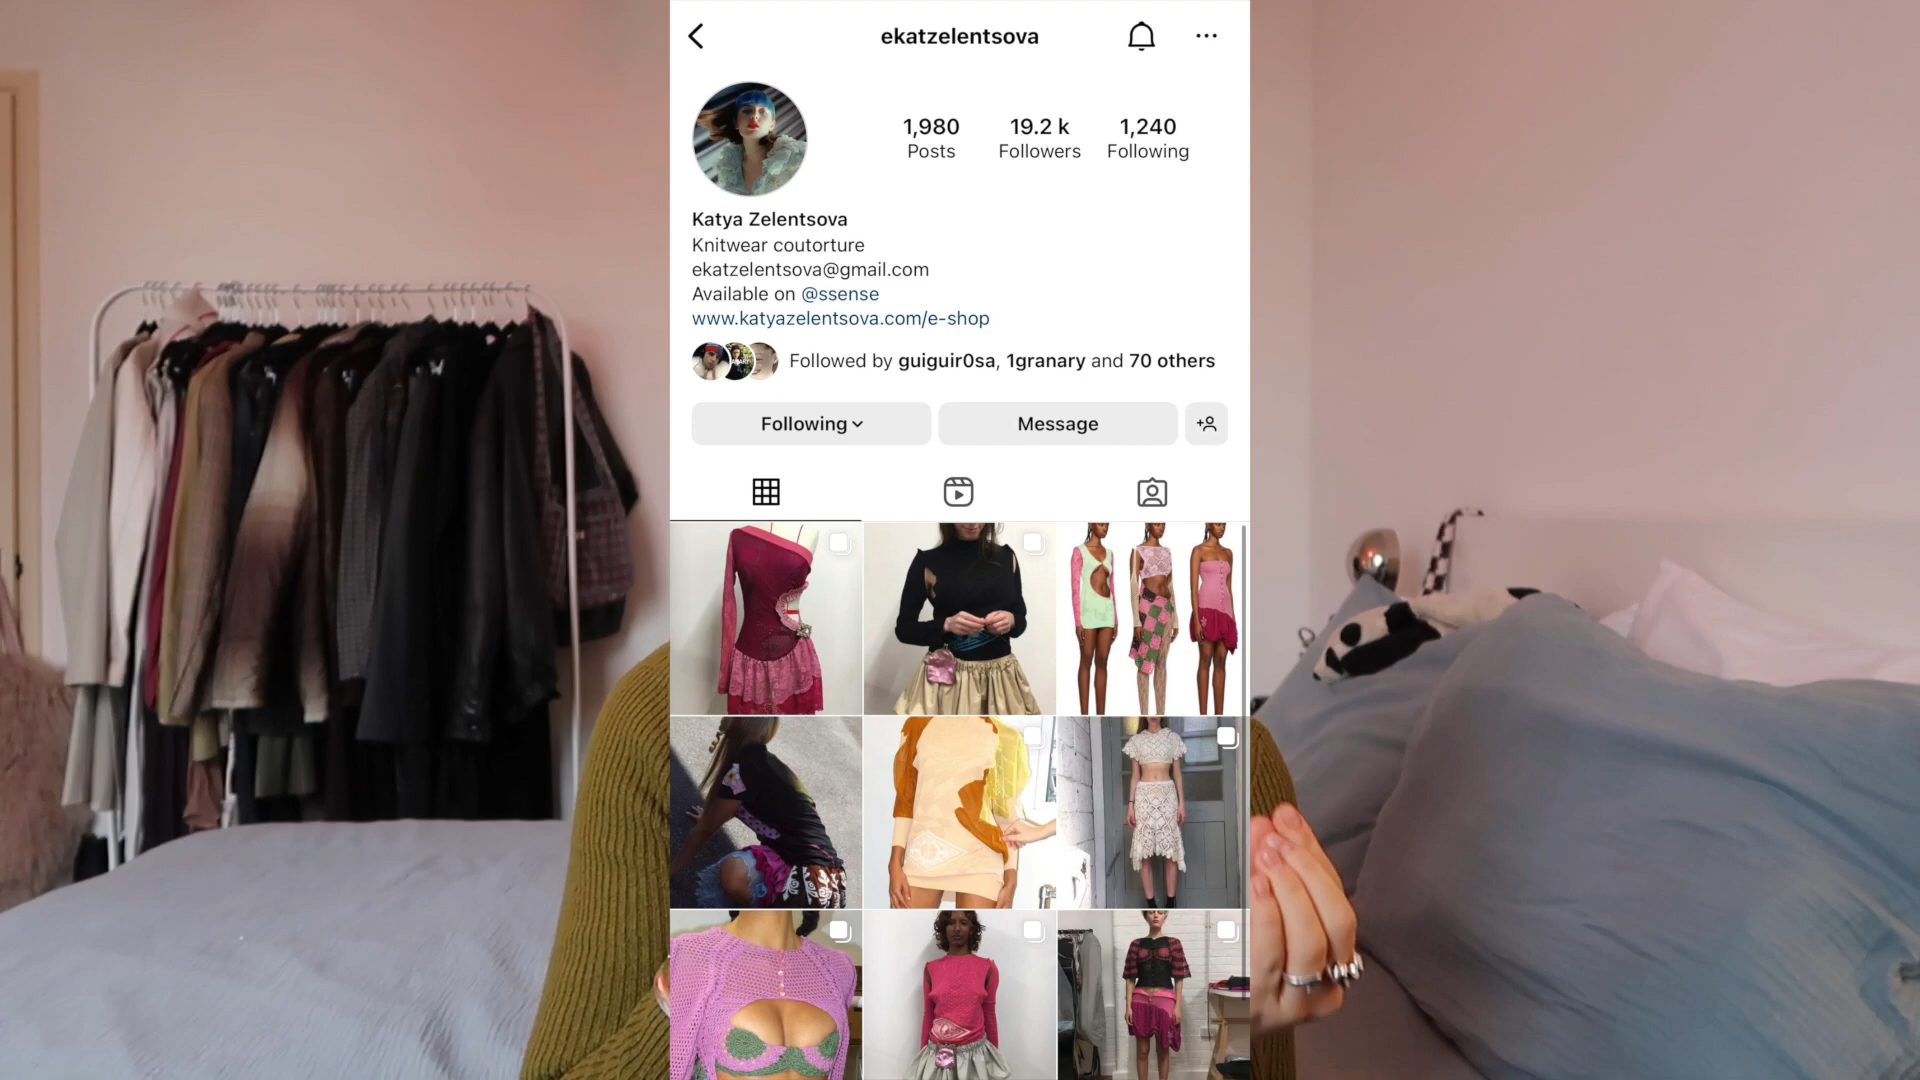 ekatzelentsova
1,980
Posts
19.2 k
Followers
1,240
Following
Katya Zelentsova
Knitwear coutorture
ekatzelentsova@gmail.com
Available on @ssense
www.katyazelentsova.com/e-shop
Followed by guiguir0sa, 1granary and 70 others
Following
Message